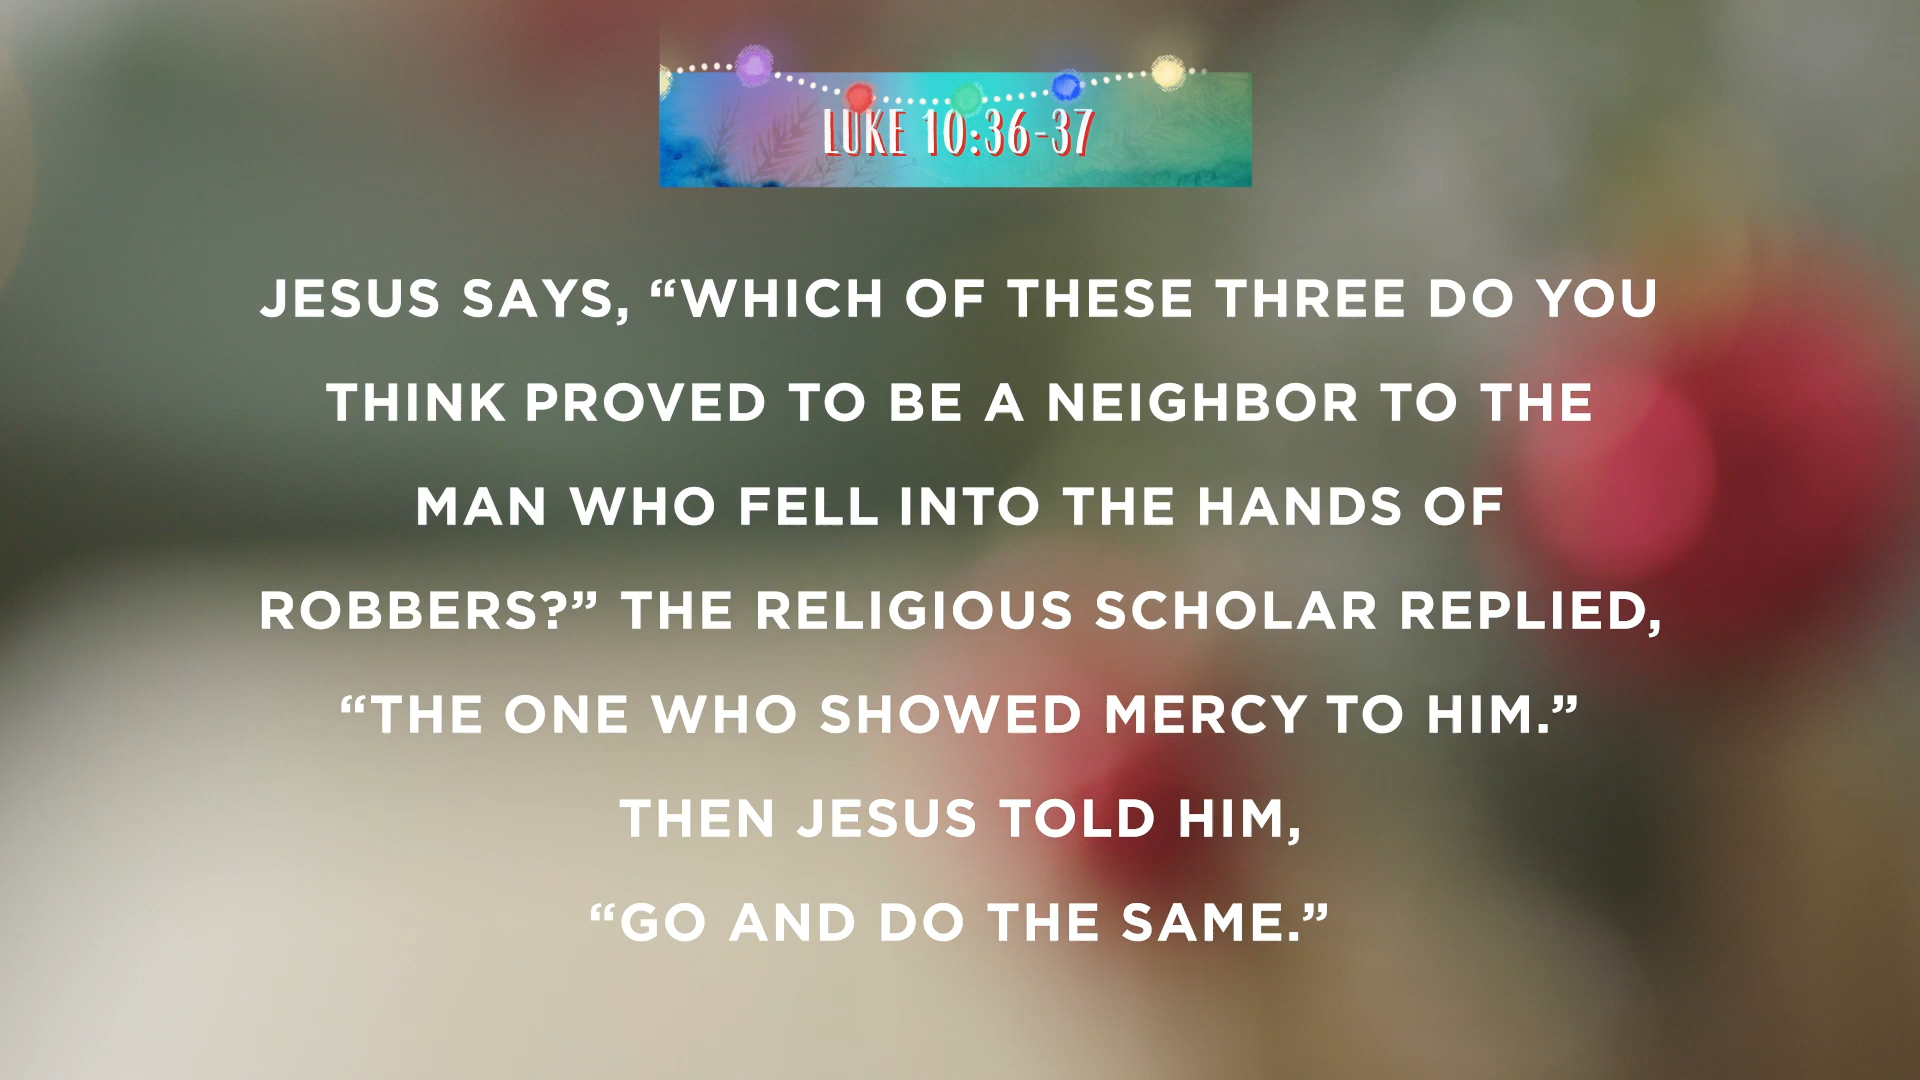 LUKE 10:36-37
JESUS SAYS, “WHICH OF THESE THREE DO YOU
THINK PROVED TO BE A NEIGHBOR TO THE
MAN WHO FELL INTO THE HANDS OF
ROBBERS?” THE RELIGIOUS SCHOLAR REPLIED,
“THE ONE WHO SHOWED MERCY TO HIM.”
THEN JESUS TOLD HIM,
“GO AND DO THE SAME.”